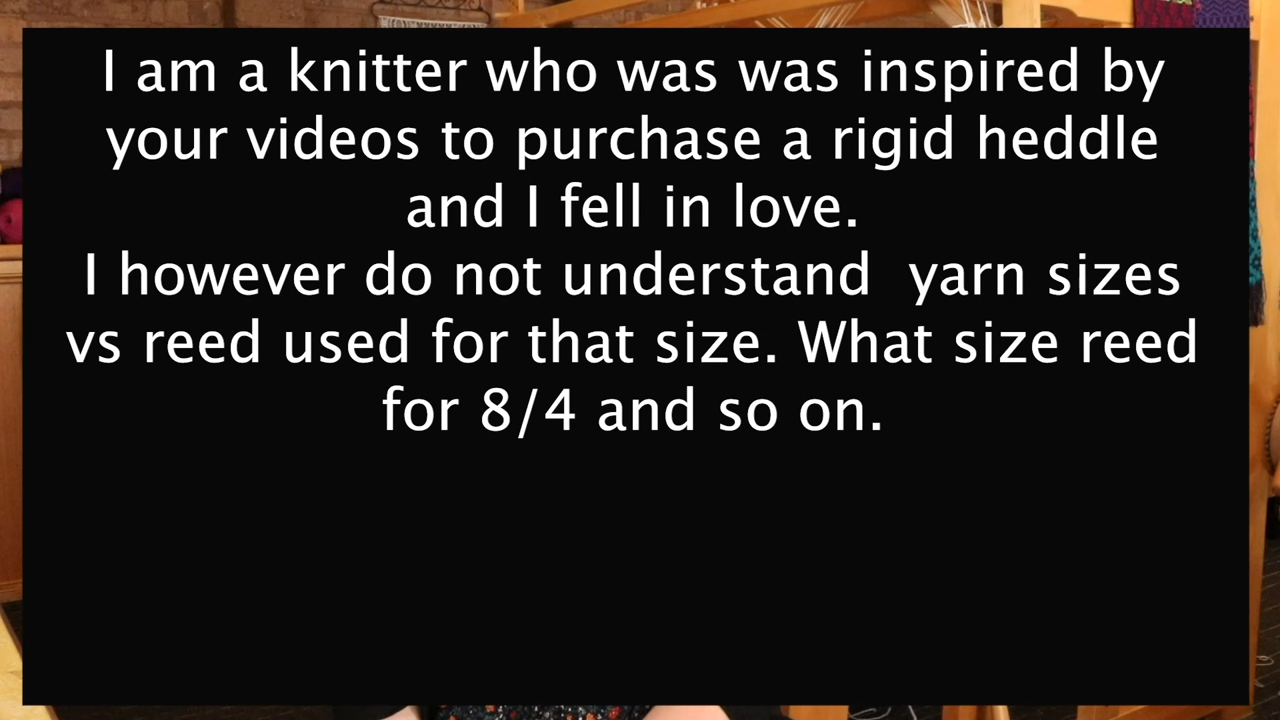 I am a knitter who was was inspired by
your videos to purchase a rigid heddle
and I fell in love.
I however do not understand  yarn sizes
vs reed used for that size. What size reed
for 8/4 and so on.